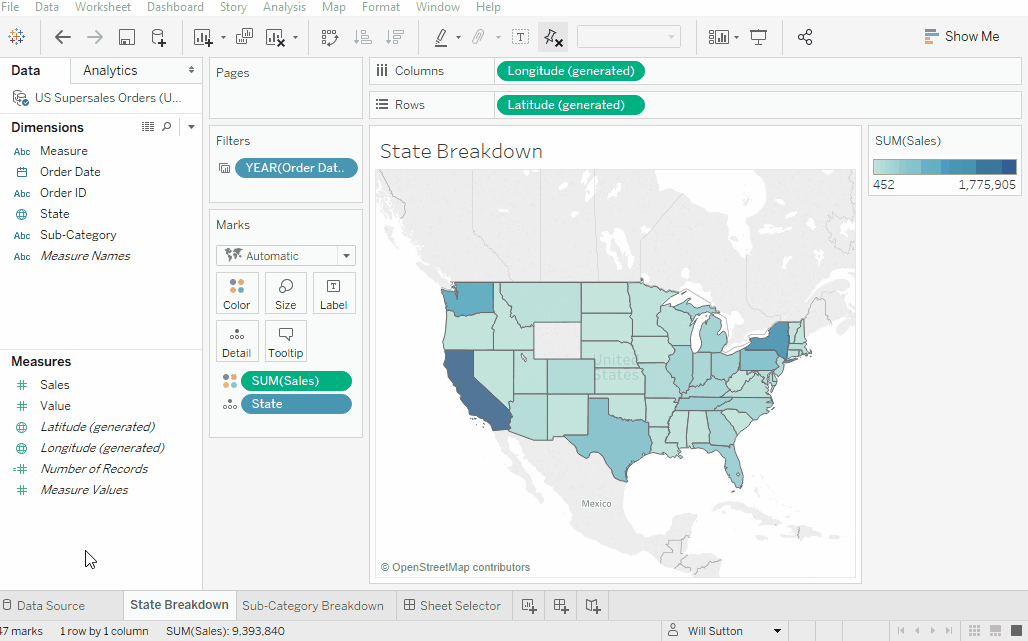 File Data Worksheet Dashboard Story Analysis Map Format Window Help
Show Me
Data Analytics
US Supersales Orders (U...
Dimensions
Abc Measure
Order Date
Abc Order ID
State
Abc Sub-Category
Abc Measure Names
Measures
Sales
Value
Latitude (generated)
Longitude (generated)
Number of Records
Measure Values
Pages
Filters
YEAR(Order Dat..
Marks
Automatic
Color Size Label
Detail Tooltip
SUM(Sales)
State
Columns Longitude (generated)
Rows Latitude (generated)
State Breakdown
United
States
Mexico
© OpenStreetMap contributors
SUM(Sales)
452 1,775,905
Data Source State Breakdown Sub-Category Breakdown Sheet Selector
47 marks 1 row by 1 column SUM(Sales): 9,393,840 Will Sutton